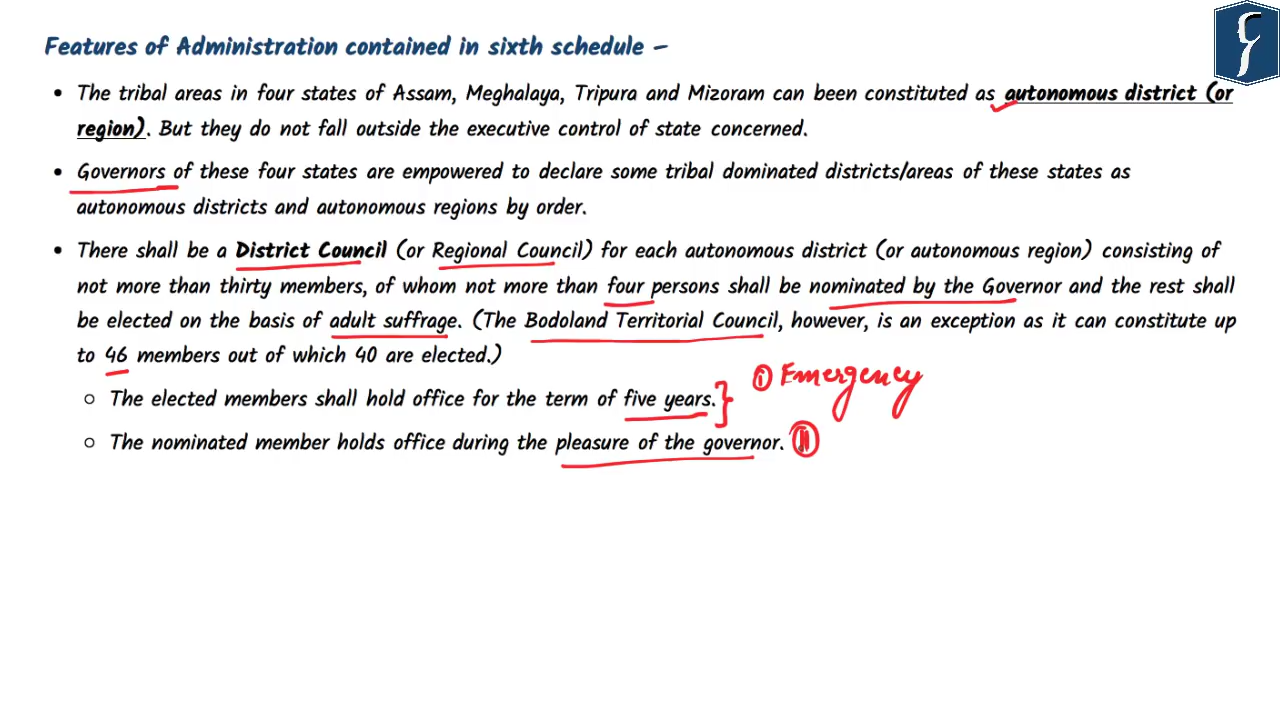 Features of Administration contained in sixth schedule –
• The tribal areas in four states of Assam, Meghalaya, Tripura and Mizoram can been constituted as autonomous district (or
region). But they do not fall outside the executive control of state concerned.
• Governors of these four states are empowered to declare some tribal dominated districts/areas of these states as
autonomous districts and autonomous regions by order.
• There shall be a District Council (or Regional Council) for each autonomous district (or autonomous region) consisting of
not more than thirty members, of whom not more than four persons shall be nominated by the Governor and the rest shall
be elected on the basis of adult suffrage. (The Bodoland Territorial Council, however, is an exception as it can constitute up
to 46 members out of which 40 are elected.)
① Emergency
○ The elected members shall hold office for the term of five years.
○ The nominated member holds office during the pleasure of the governor. ⑪